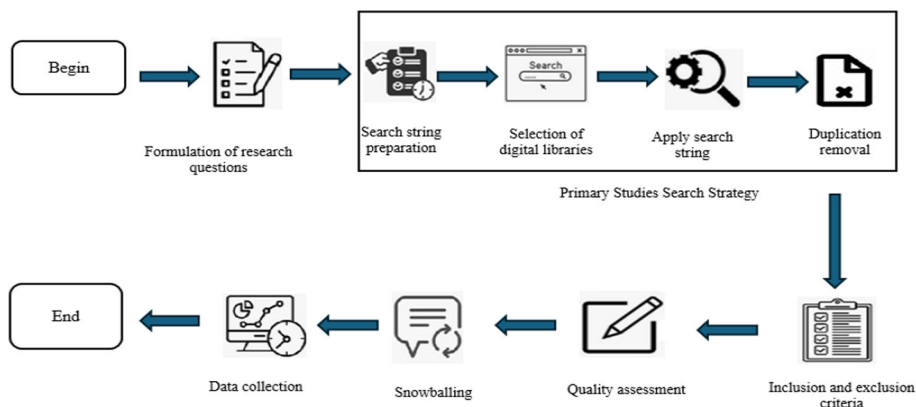 Begin
Formulation of research
questions
Search string
preparation
Search
Selection of
digital libraries
Apply search
string
Duplication
removal
Primary Studies Search Strategy
Inclusion and exclusion
criteria
Quality assessment
Snowballing
Data collection
End